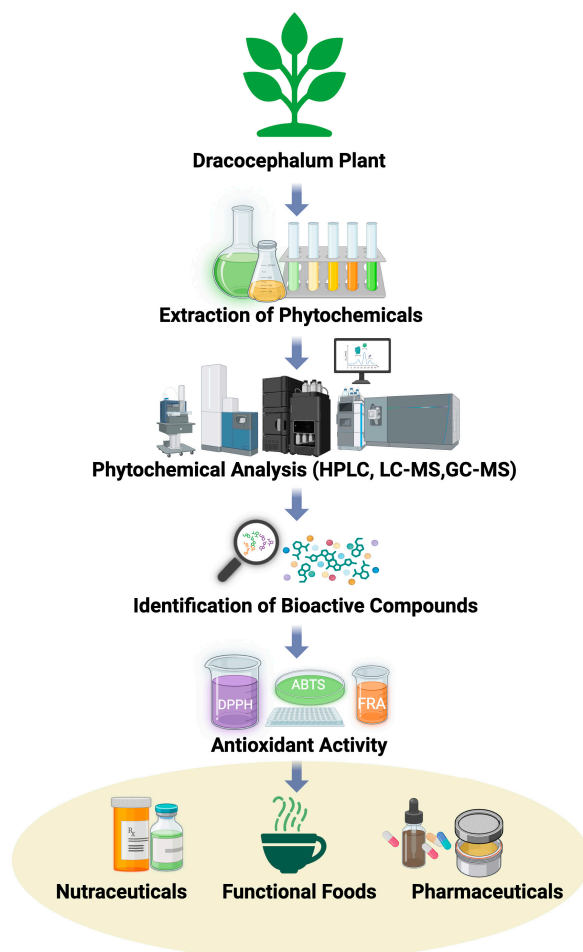 Dracocephalum Plant
Extraction of Phytochemicals
Phytochemical Analysis (HPLC, LC-MS,GC-MS)
Identification of Bioactive Compounds
DPPH
ABTS
FRA
Antioxidant Activity
Rx
Nutraceuticals
Functional Foods
Pharmaceuticals